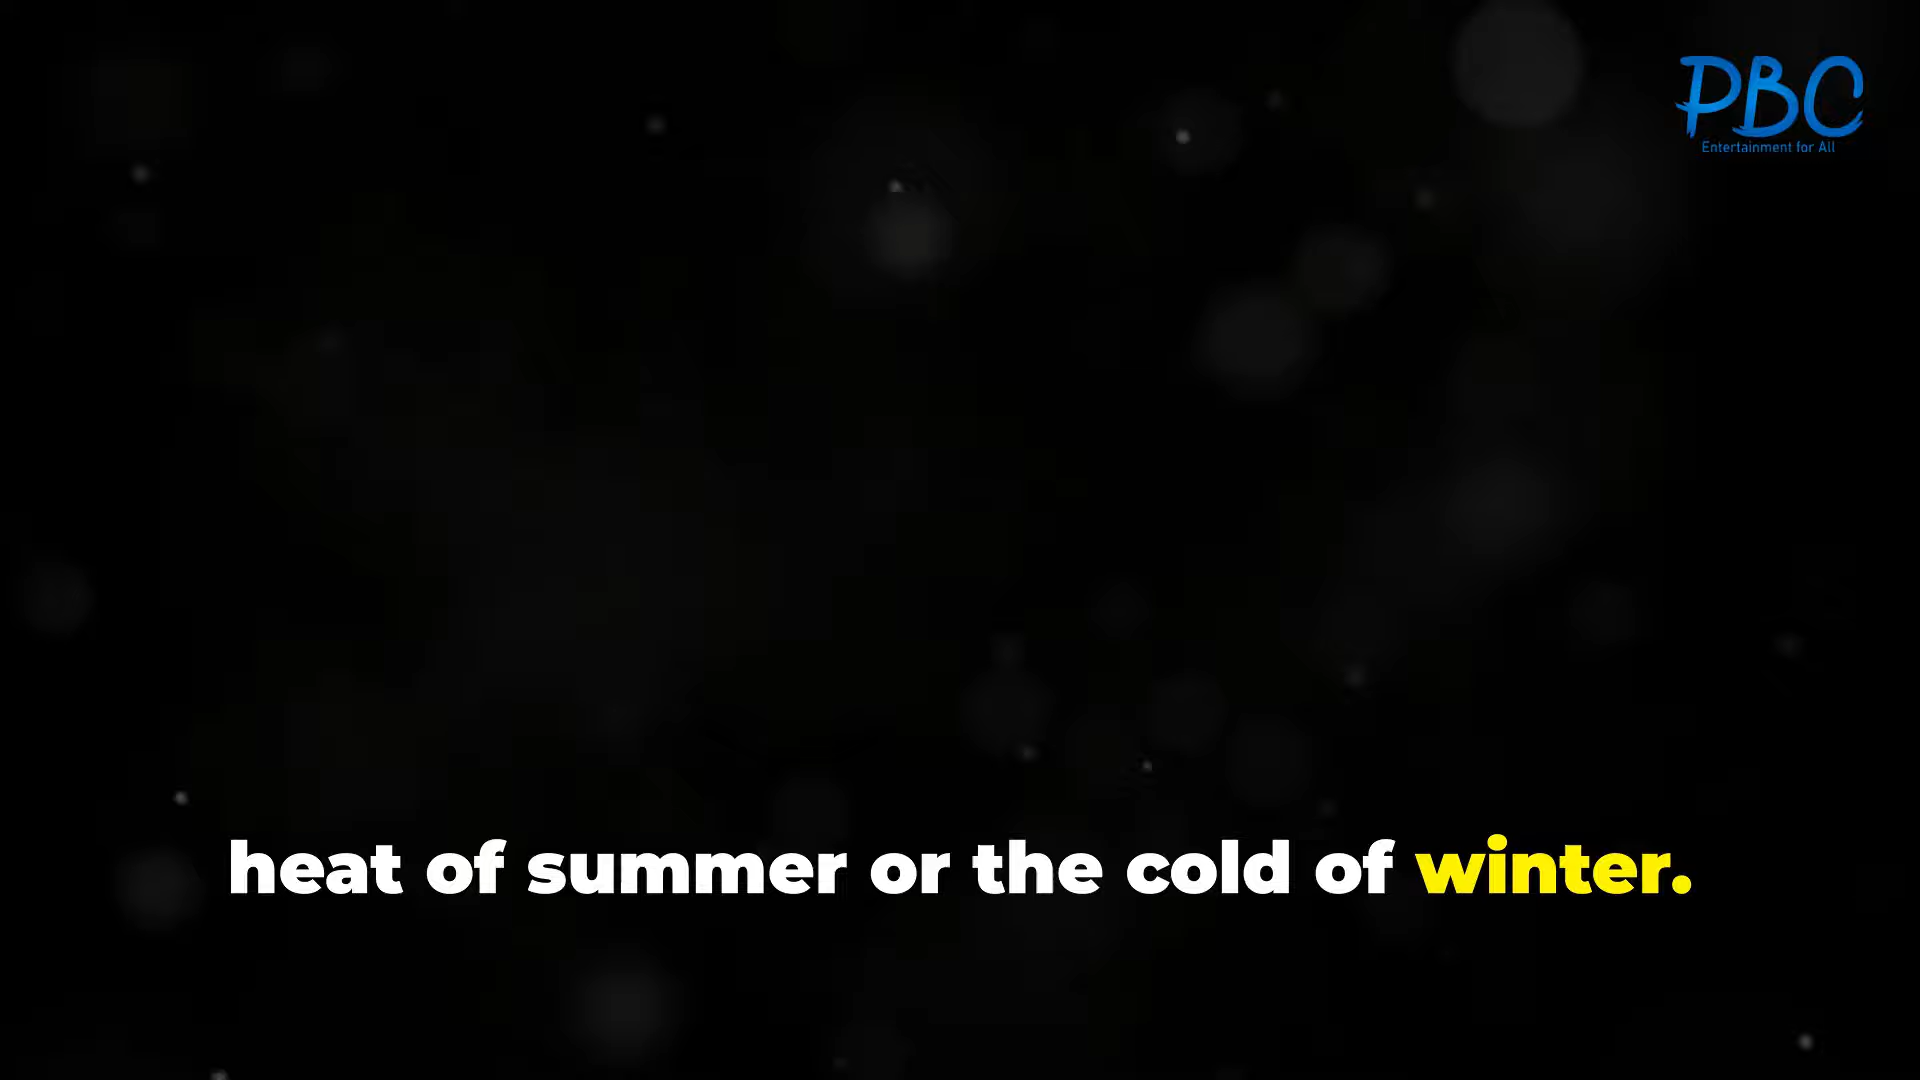 PBC
Entertainment for All
heat of summer or the cold of winter.